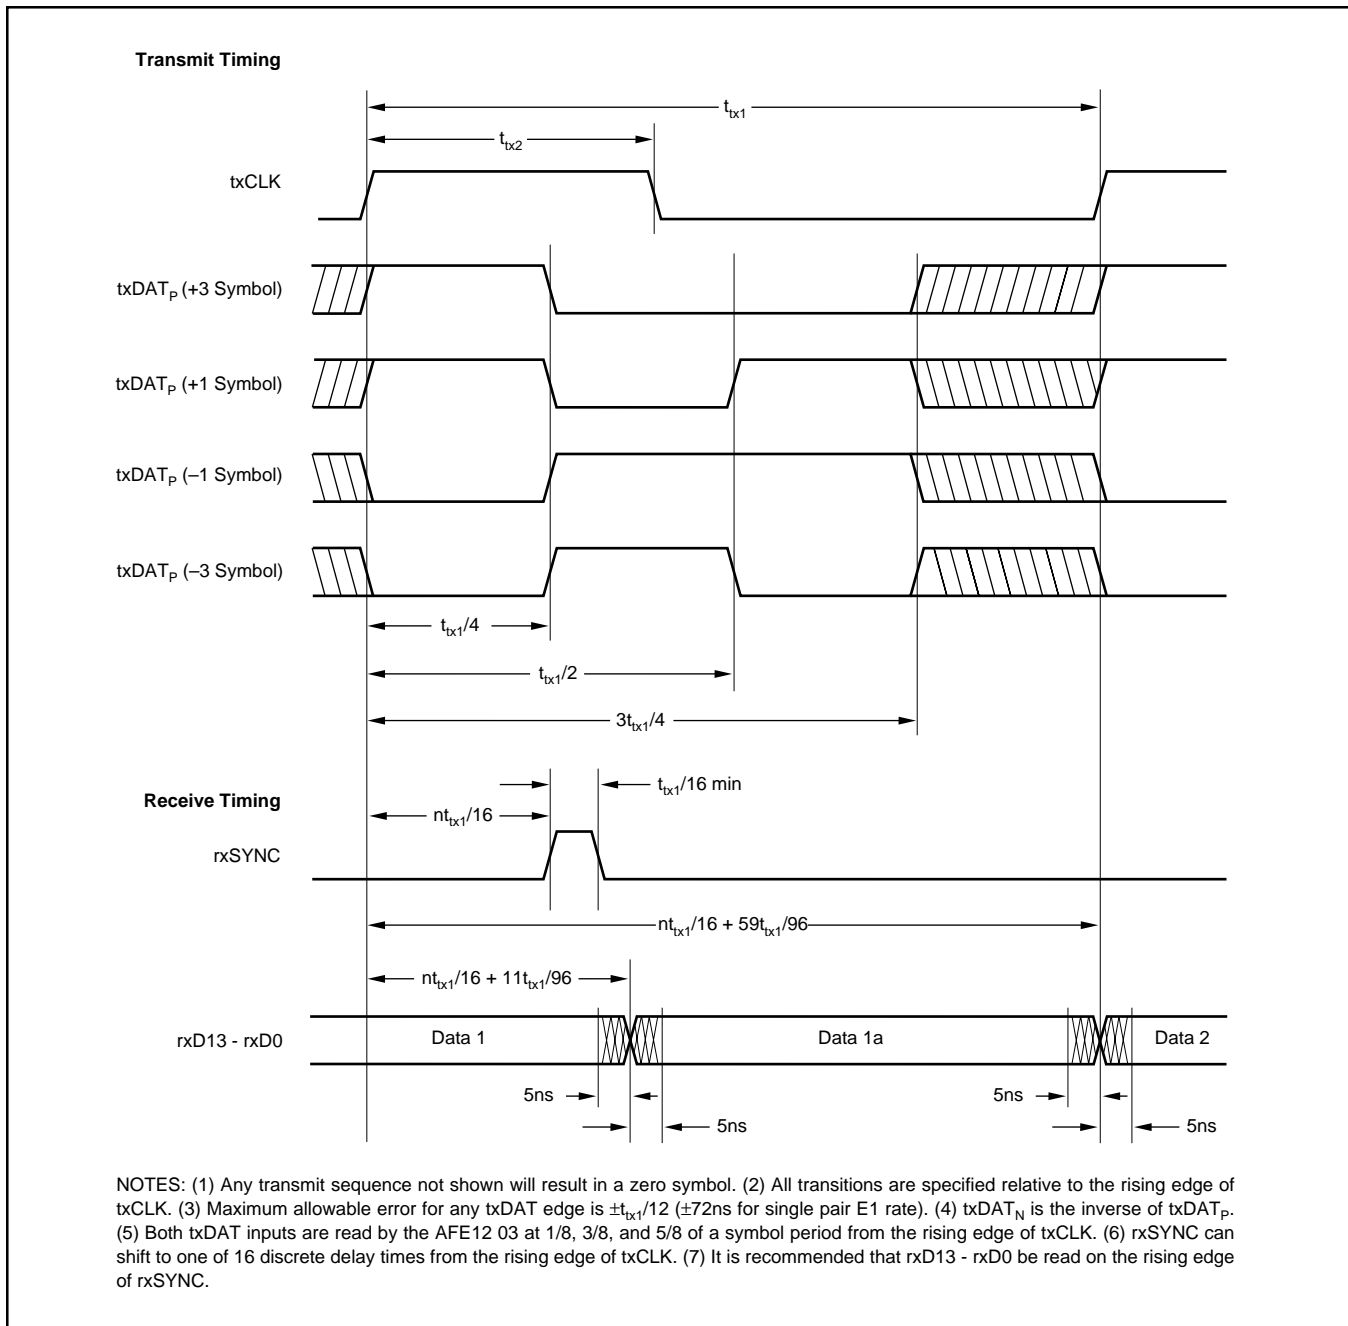 Transmit Timing
t_tx1
t_tx2
txCLK
txDAT_P (+3 Symbol)
txDAT_P (+1 Symbol)
txDAT_P (–1 Symbol)
txDAT_P (–3 Symbol)
t_tx1/4
t_tx1/2
3t_tx1/4
t_tx1/16 min
Receive Timing
nt_tx1/16
rxSYNC
nt_tx1/16 + 59t_tx1/96
nt_tx1/16 + 11t_tx1/96
rxD13 - rxD0
Data 1
Data 1a
Data 2
5ns
5ns
5ns
5ns
NOTES: (1) Any transmit sequence not shown will result in a zero symbol. (2) All transitions are specified relative to the rising edge of
txCLK. (3) Maximum allowable error for any txDAT edge is ±t_tx1/12 (±72ns for single pair E1 rate). (4) txDAT_N is the inverse of txDAT_P.
(5) Both txDAT inputs are read by the AFE12 03 at 1/8, 3/8, and 5/8 of a symbol period from the rising edge of txCLK. (6) rxSYNC can
shift to one of 16 discrete delay times from the rising edge of txCLK. (7) It is recommended that rxD13 - rxD0 be read on the rising edge
of rxSYNC.